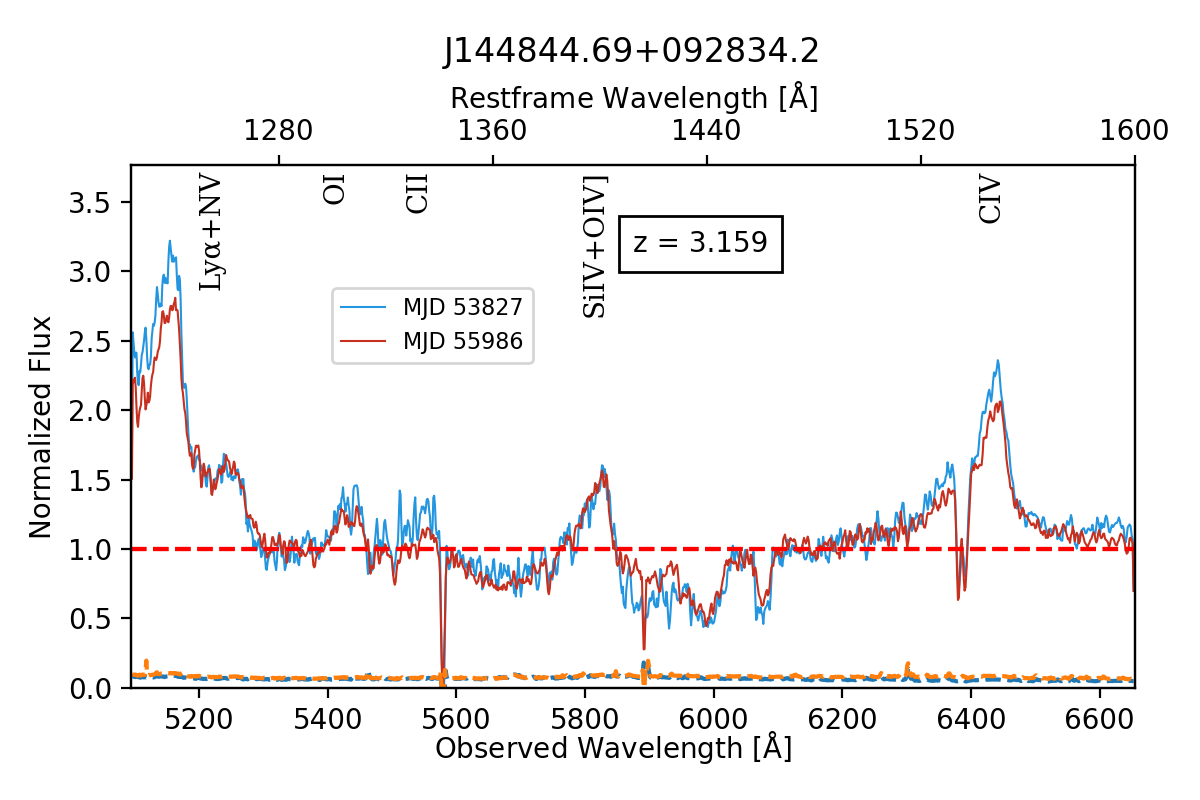 J144844.69+092834.2
Restframe Wavelength [Å]
1280 1360 1440 1520 1600
Lyα+NV
OI
CII
SiIV+OIV]
CIV
z = 3.159
MJD 53827
MJD 55986
Normalized Flux
3.5
3.0
2.5
2.0
1.5
1.0
0.5
0.0
5200 5400 5600 5800 6000 6200 6400 6600
Observed Wavelength [Å]